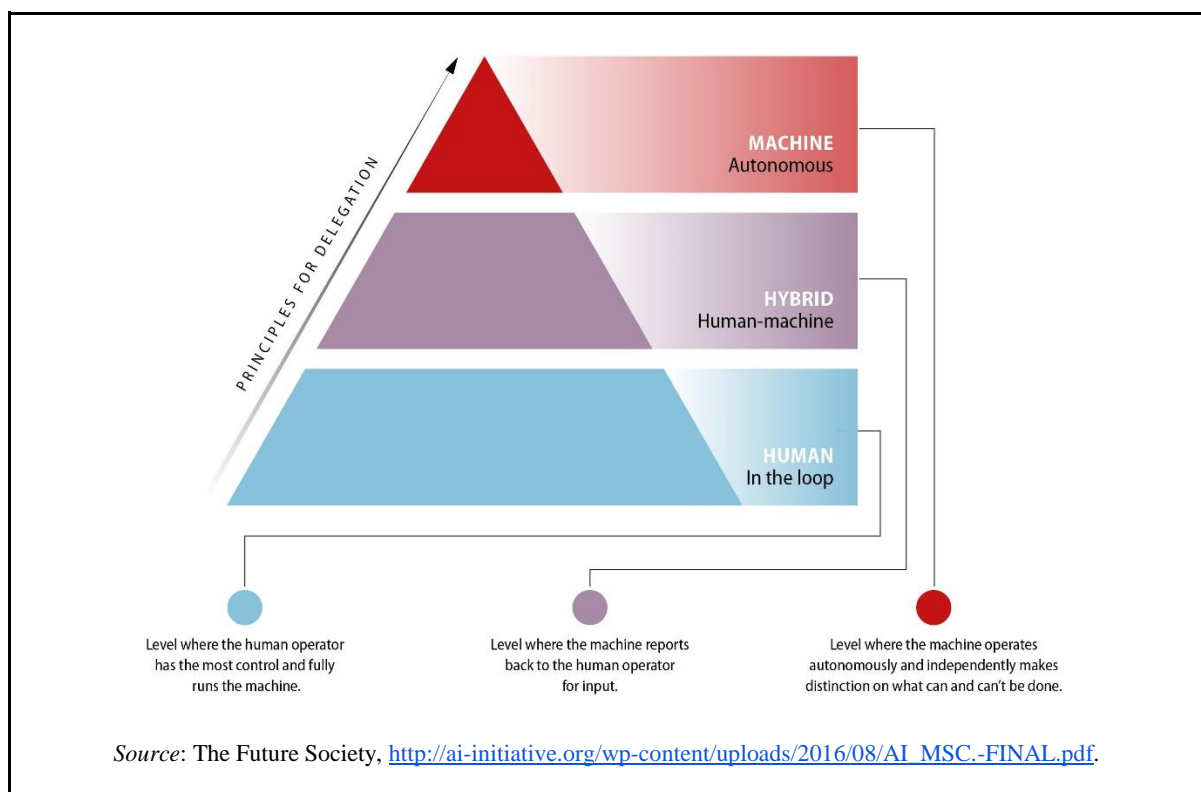 PRINCIPLES FOR DELEGATION
MACHINE
Autonomous
HYBRID
Human-machine
HUMAN
In the loop
Level where the human operator
has the most control and fully
runs the machine.
Level where the machine reports
back to the human operator
for input.
Level where the machine operates
autonomously and independently makes
distinction on what can and can't be done.
Source: The Future Society, http://ai-initiative.org/wp-content/uploads/2016/08/AI_MSC.-FINAL.pdf.